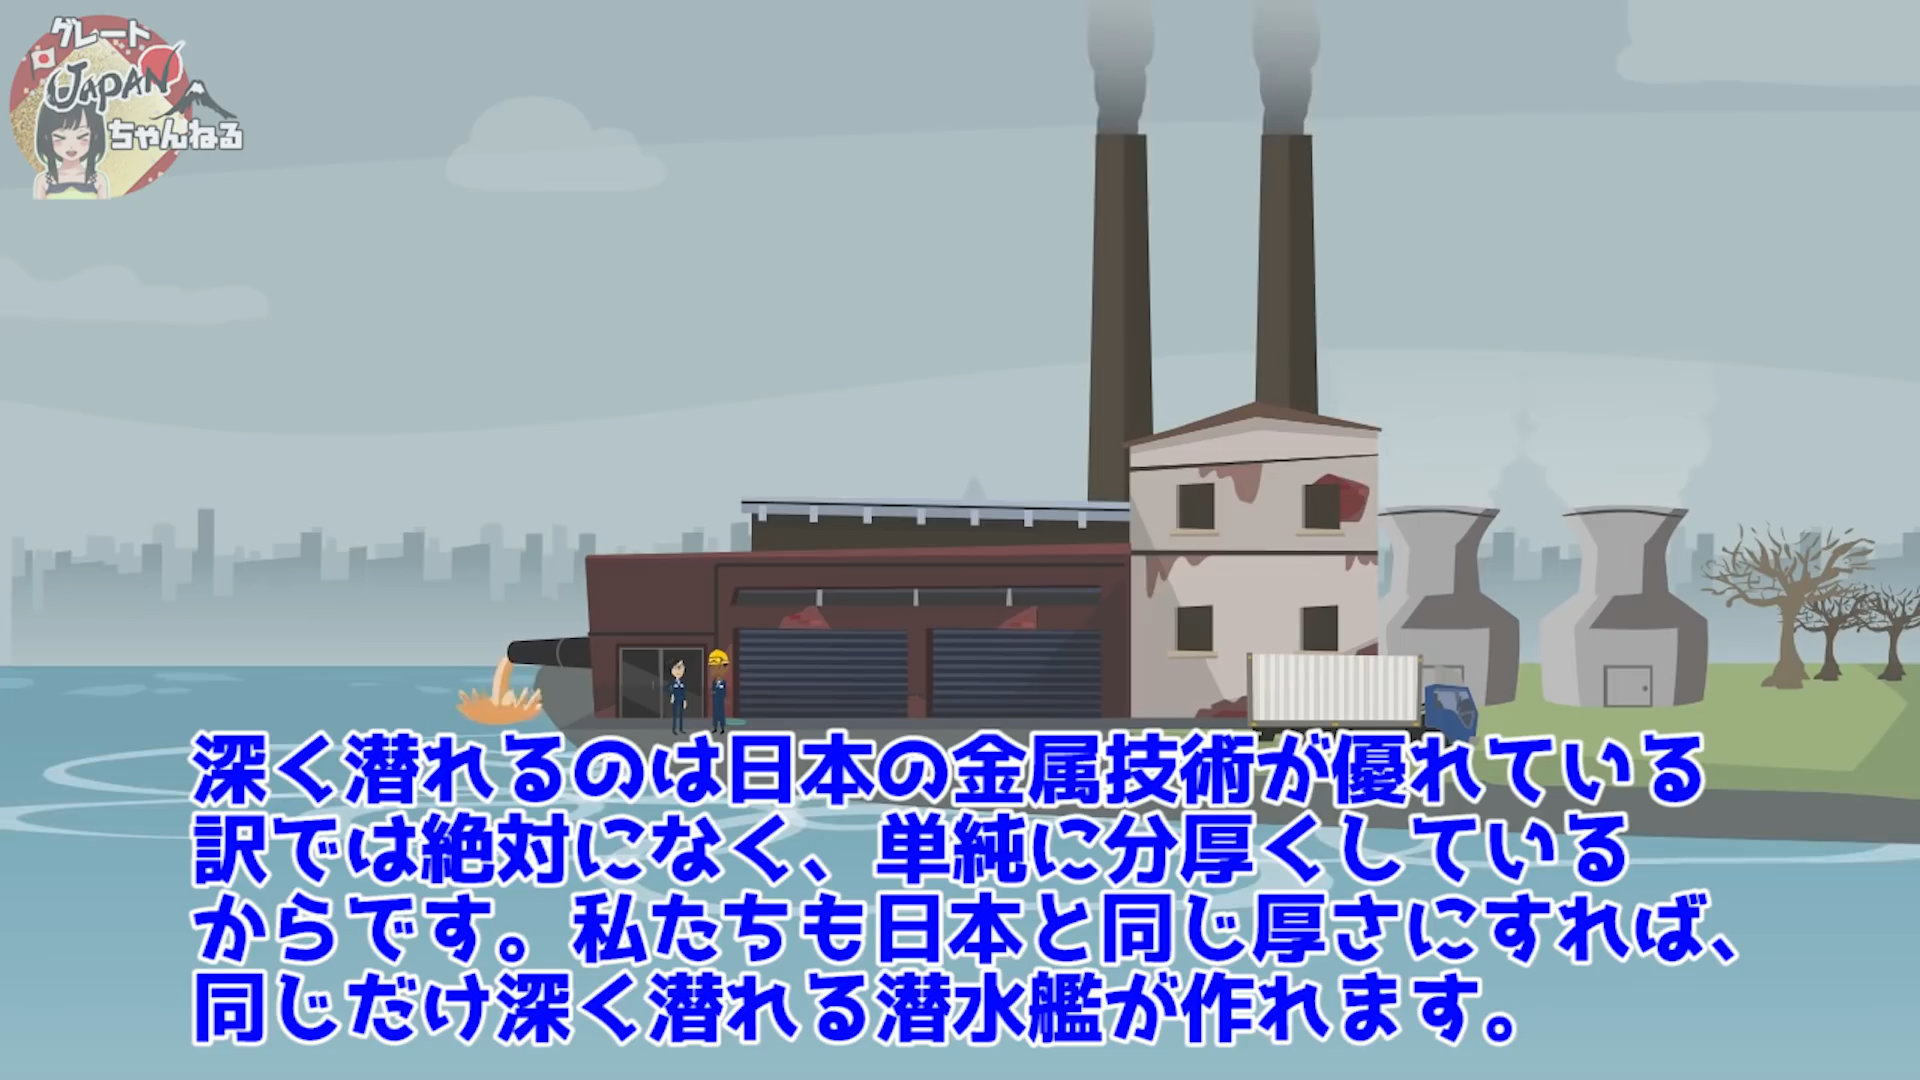 グレート
JAPAN
ちゃんねる
深く潜れるのは日本の金属技術が優れている
訳では絶対になく、単純に分厚くしている
からです。私たちも日本と同じ厚さにすれば、
同じだけ深く潜れる潜水艦が作れます。